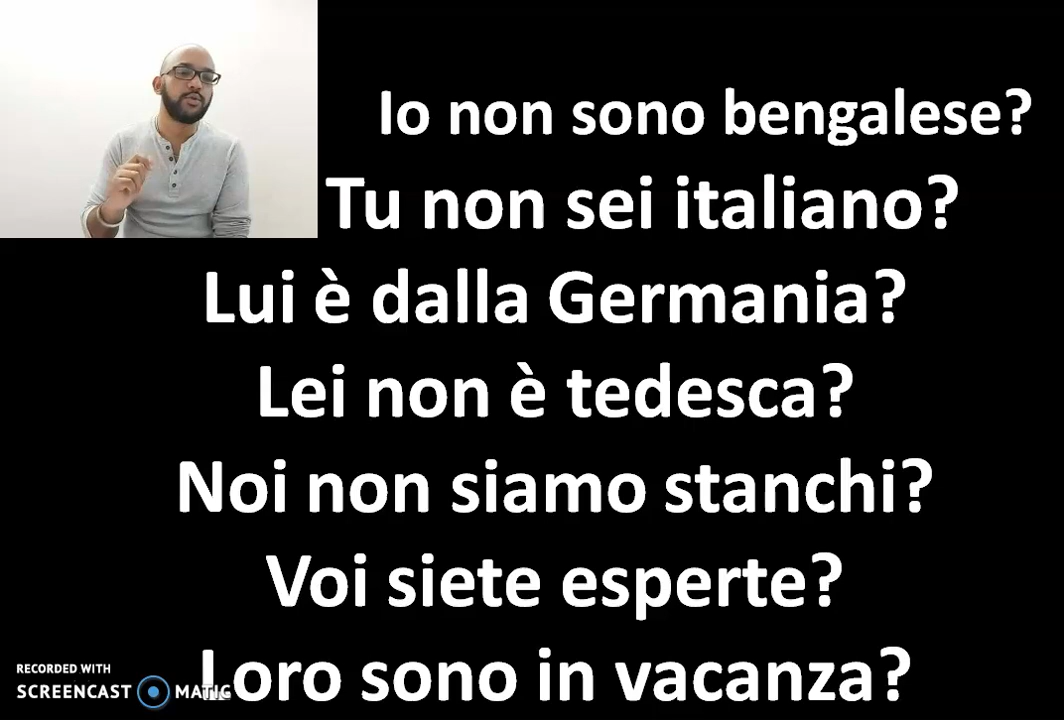 Io non sono bengalese?
Tu non sei italiano?
Lui è dalla Germania?
Lei non è tedesca?
Noi non siamo stanchi?
Voi siete esperte?
Loro sono in vacanza?
RECORDED WITH
SCREENCAST MATIC